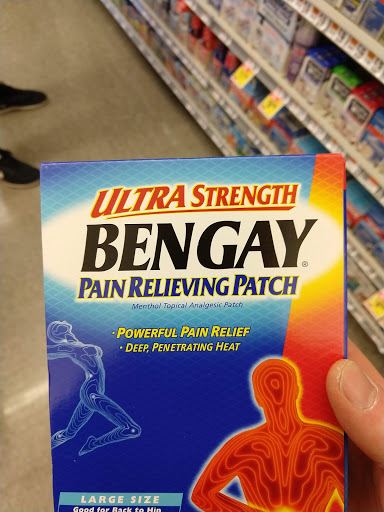 ULTRA STRENGTH
BENGAY®
PAIN RELIEVING PATCH
Menthol Topical Analgesic Patch
· POWERFUL PAIN RELIEF
· DEEP, PENETRATING HEAT
LARGE SIZE
Good for Back to Hip